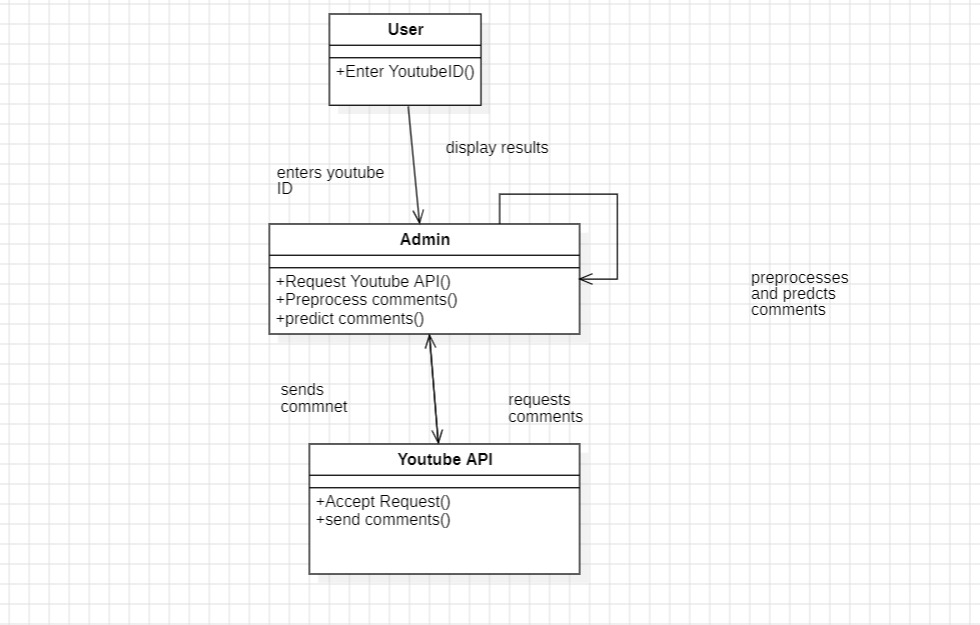 User
+Enter YoutubeID()
display results
enters youtube
ID
Admin
+Request Youtube API()
+Preprocess comments()
+predict comments()
preprocesses
and predcts
comments
sends
commnet
requests
comments
Youtube API
+Accept Request()
+send comments()